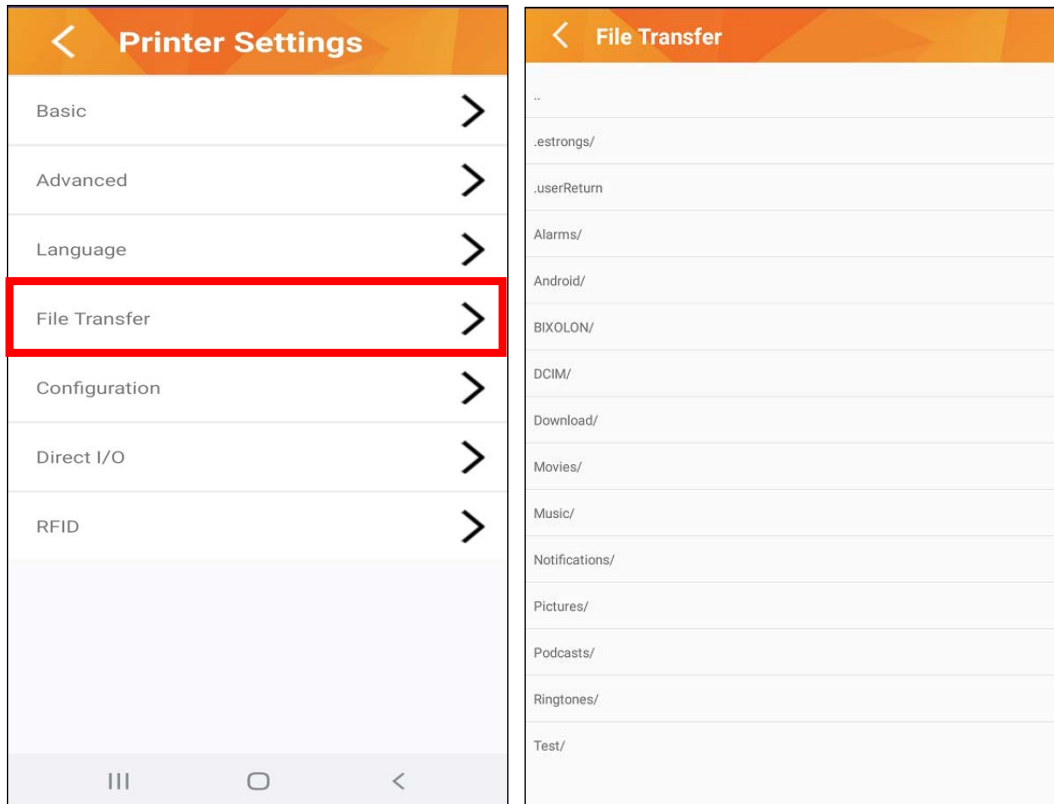 Printer Settings
Basic
Advanced
Language
File Transfer
Configuration
Direct I/O
RFID
File Transfer
..
.estrongs/
.userReturn
Alarms/
Android/
BIXOLON/
DCIM/
Download/
Movies/
Music/
Notifications/
Pictures/
Podcasts/
Ringtones/
Test/